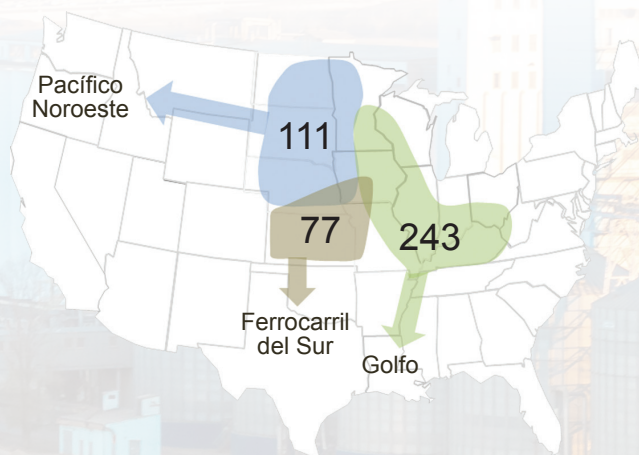 Pacífico
Noroeste
111
77
243
Ferrocarril
del Sur
Golfo